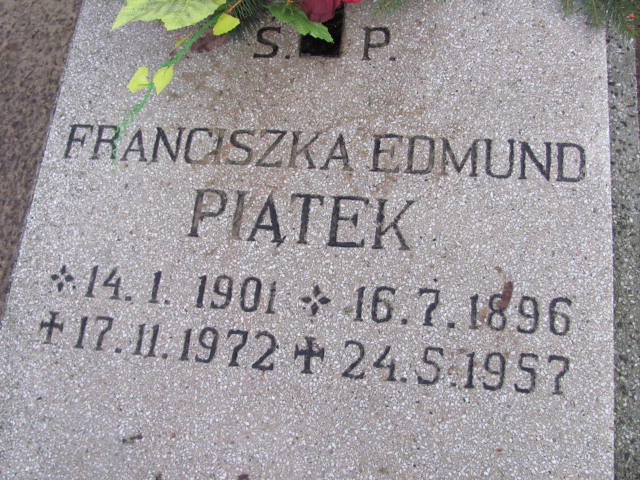 S. P.
FRANCISZKA EDMUND
PIĄTEK
14.1.1901 16.7.1896
17.11.1972 24.5.1957